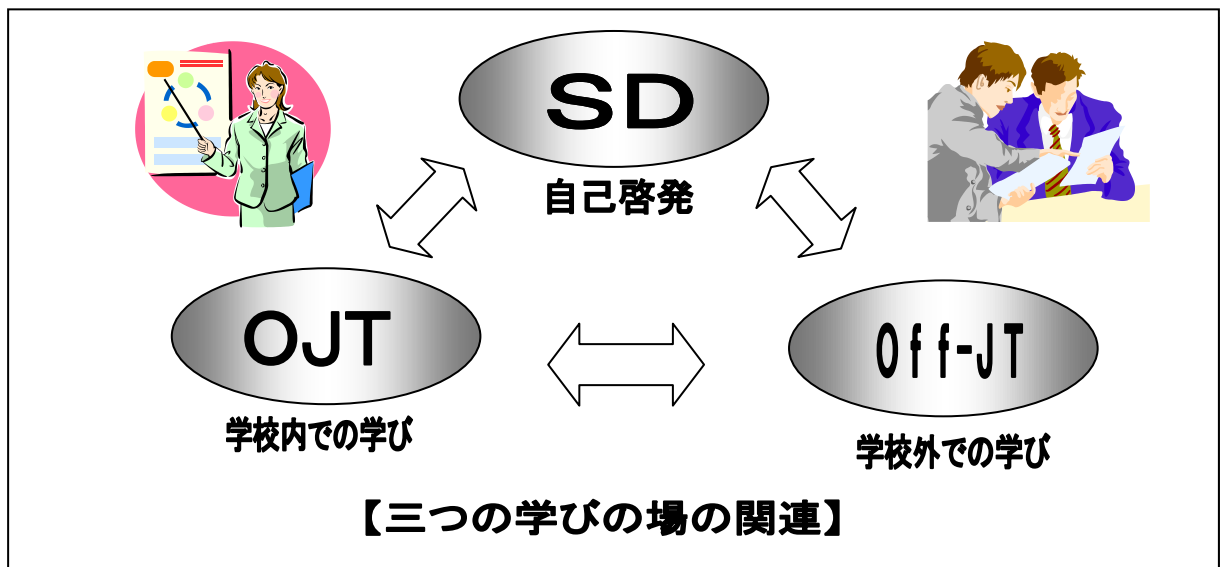 SD
自己啓発
OJT
学校内での学び
Off-JT
学校外での学び
【三つの学びの場の関連】